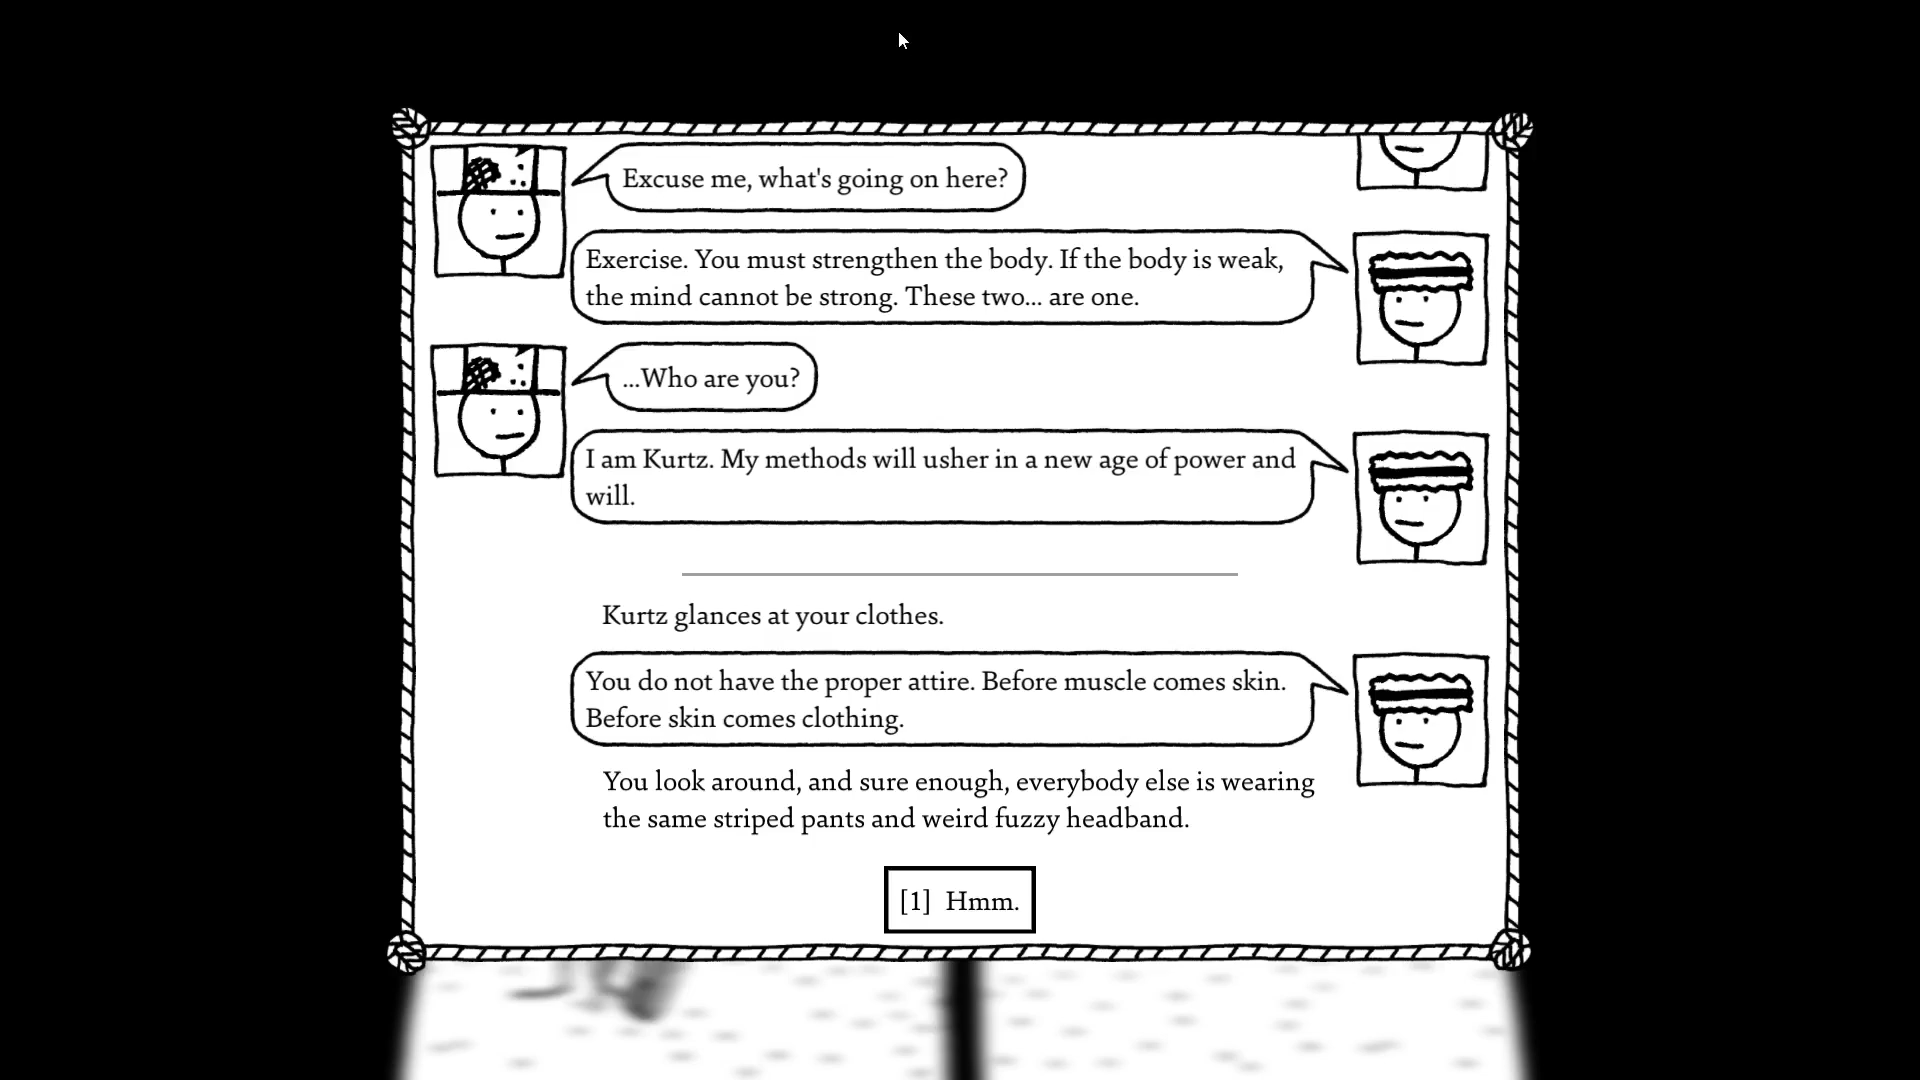 Excuse me, what's going on here?
Exercise. You must strengthen the body. If the body is weak,
the mind cannot be strong. These two... are one.
...Who are you?
I am Kurtz. My methods will usher in a new age of power and
will.
Kurtz glances at your clothes.
You do not have the proper attire. Before muscle comes skin.
Before skin comes clothing.
You look around, and sure enough, everybody else is wearing
the same striped pants and weird fuzzy headband.
[1] Hmm.